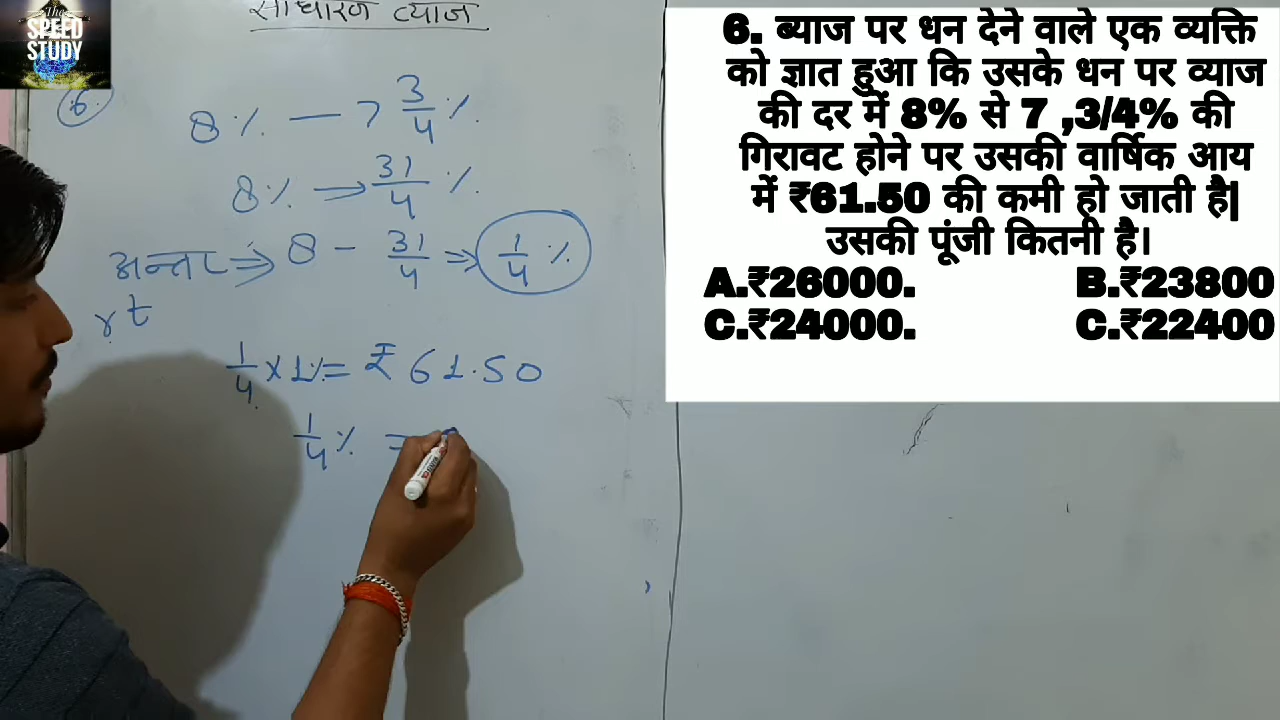 The
SPEED
STUDY
साधारण व्याज
6.
8% — 7 3/4 %
8% → 31/4 %
अन्तर ⇒ 8 - 31/4 ⇒ 1/4 %
r t
1/4 × 1% = ₹ 61.50
1/4 % =
6. ब्याज पर धन देने वाले एक व्यक्ति
को ज्ञात हुआ कि उसके धन पर व्याज
की दर में 8% से 7 ,3/4% की
गिरावट होने पर उसकी वार्षिक आय
में ₹61.50 की कमी हो जाती है|
उसकी पूंजी कितनी है।
A.₹26000. B.₹23800
C.₹24000. C.₹22400